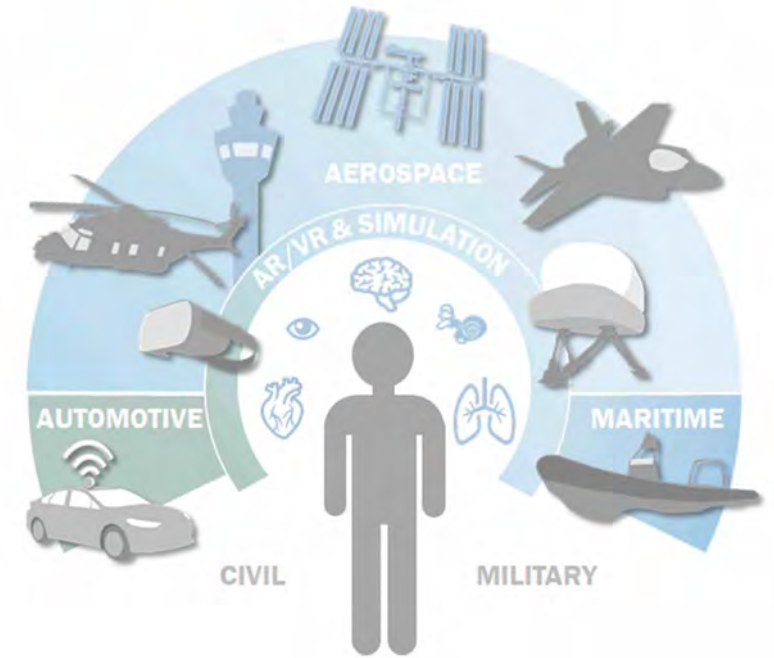 AEROSPACE
AR/VR & SIMULATION
AUTOMOTIVE
MARITIME
CIVIL
MILITARY